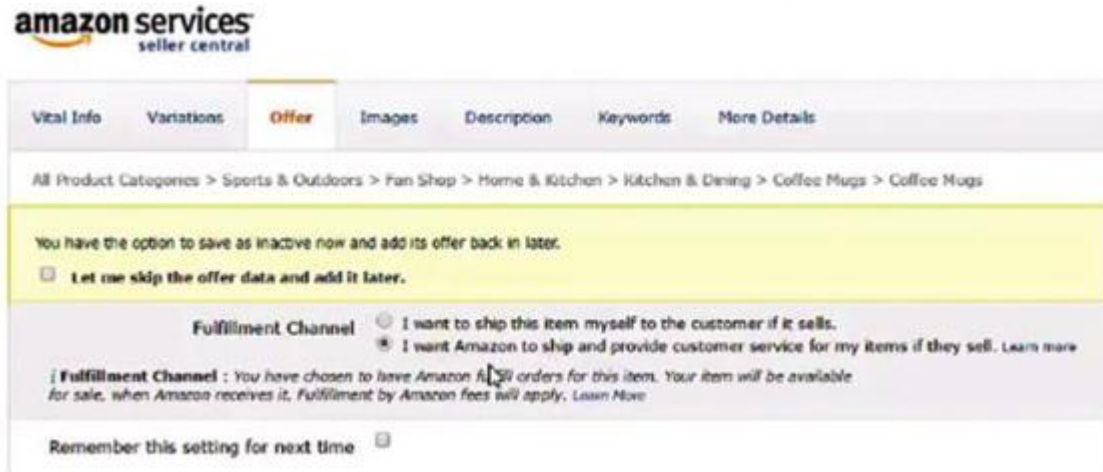 amazon services
seller central
Vital Info Variations Offer Images Description Keywords More Details
All Product Categories > Sports & Outdoors > Fan Shop > Home & Kitchen > Kitchen & Dining > Coffee Mugs > Coffee Mugs
You have the option to save as inactive now and add its offer back in later.
Let me skip the offer data and add it later.
Fulfillment Channel I want to ship this item myself to the customer if it sells.
I want Amazon to ship and provide customer service for my items if they sell. Learn more
Fulfillment Channel : You have chosen to have Amazon fulfill orders for this item. Your item will be available
for sale, when Amazon receives it. Fulfillment by Amazon fees will apply. Learn More
Remember this setting for next time